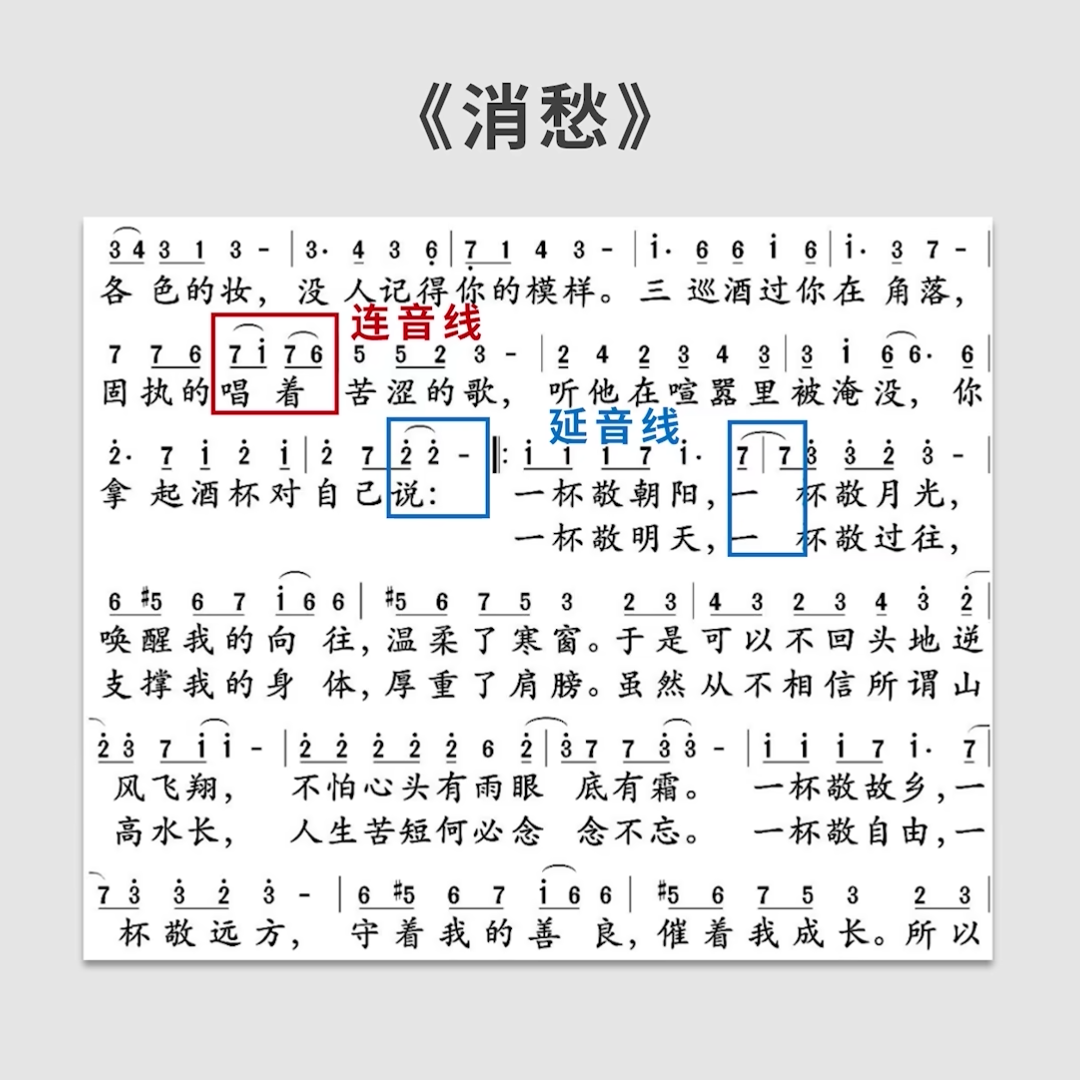 《消愁》
3 4 3 1 3 - | 3· 4 3 6̣ | 7̣ 1 4 3 - | i· 6 6 i 6 | i· 3 7 - |
各 色的妆，没 人记得你的模样。三 巡酒过你在 角落，
连音线
7 7 6 7 i 7 6 5 5 2 3 - | 2 4 2 3 4 3 | 3 i 6 6· 6 |
固执的唱 着 苦涩的歌，听他在喧嚣里被淹没，你
延音线
2̇· 7 i 2̇ i | 2̇ 7 2̇ 2̇ - ‖: i i i 7 i· 7 | 7 3̇ 3̇ 2̇ 3̇ -
拿 起酒杯对自己说： 一杯敬朝阳，一 杯敬月光，
一杯敬明天，一 杯敬过往，
6 #5 6 7 i 6 6 | #5 6 7 5 3 2 3 | 4 3 2 3 4 3̇ 2̇ |
唤醒我的向 往，温柔了寒窗。于是可以不回头地逆
支撑我的身 体，厚重了肩膀。虽然从不相信所谓山
2̇ 3̇ 7 i i - | 2̇ 2̇ 2̇ 2̇ 2̇ 6 2̇ | 3̇ 7 7 3̇ 3̇ - | i i i 7 i· 7 |
风飞翔， 不怕心头有雨眼 底有霜。 一杯敬故乡，一
高水长， 人生苦短何必念 念不忘。 一杯敬自由，一
7 3̇ 3̇ 2̇ 3̇ - | 6 #5 6 7 i 6 6 | #5 6 7 5 3 2 3 |
杯敬远方， 守着我的善 良，催着我成长。所以